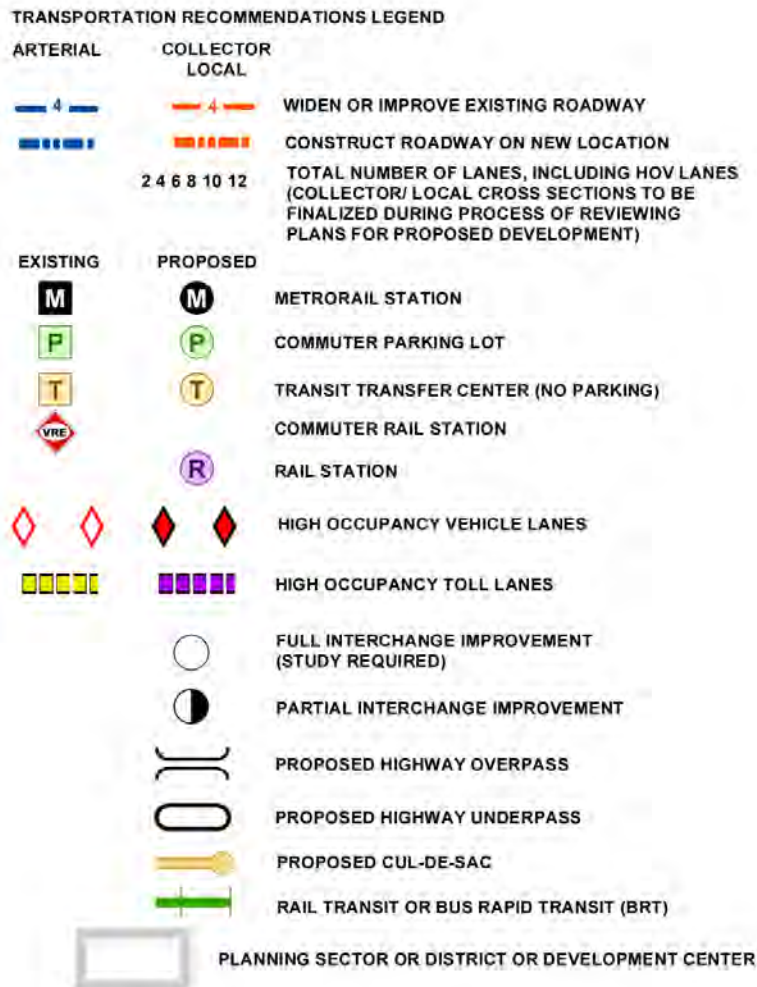 TRANSPORTATION RECOMMENDATIONS LEGEND
ARTERIAL COLLECTOR
LOCAL
4 4 WIDEN OR IMPROVE EXISTING ROADWAY
CONSTRUCT ROADWAY ON NEW LOCATION
2 4 6 8 10 12 TOTAL NUMBER OF LANES, INCLUDING HOV LANES
(COLLECTOR/ LOCAL CROSS SECTIONS TO BE
FINALIZED DURING PROCESS OF REVIEWING
PLANS FOR PROPOSED DEVELOPMENT)
EXISTING PROPOSED
M M METRORAIL STATION
P P COMMUTER PARKING LOT
T T TRANSIT TRANSFER CENTER (NO PARKING)
VRE COMMUTER RAIL STATION
R RAIL STATION
HIGH OCCUPANCY VEHICLE LANES
HIGH OCCUPANCY TOLL LANES
FULL INTERCHANGE IMPROVEMENT
(STUDY REQUIRED)
PARTIAL INTERCHANGE IMPROVEMENT
PROPOSED HIGHWAY OVERPASS
PROPOSED HIGHWAY UNDERPASS
PROPOSED CUL-DE-SAC
RAIL TRANSIT OR BUS RAPID TRANSIT (BRT)
PLANNING SECTOR OR DISTRICT OR DEVELOPMENT CENTER